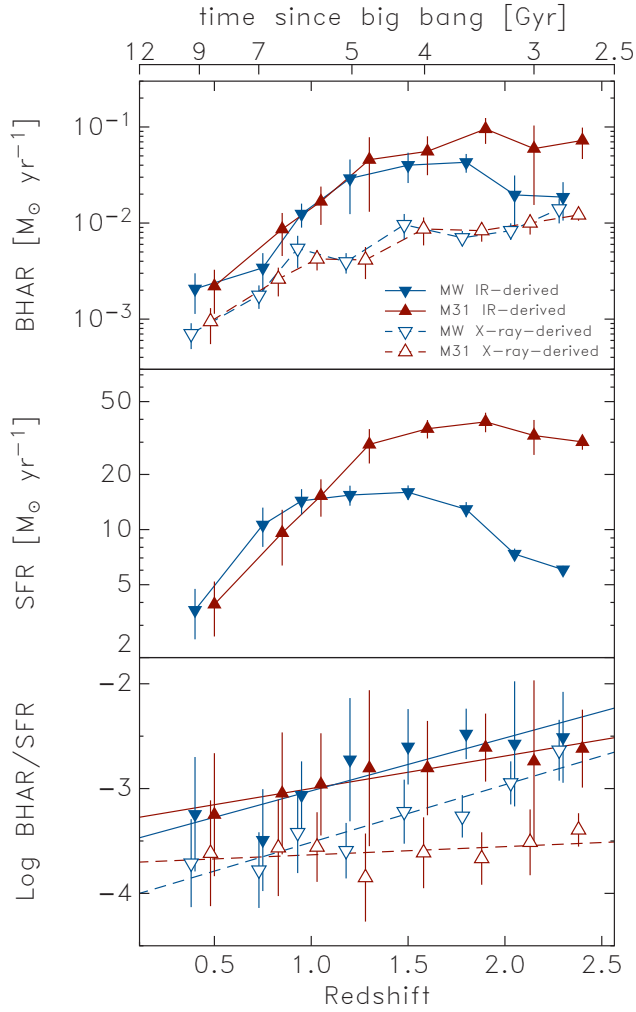 time since big bang [Gyr]
12 9 7 5 4 3 2.5
BHAR [M⊙ yr⁻¹]
10⁻¹
10⁻²
10⁻³
MW IR-derived
M31 IR-derived
MW X-ray-derived
M31 X-ray-derived
SFR [M⊙ yr⁻¹]
50
20
10
5
2
Log BHAR/SFR
−2
−3
−4
0.5 1.0 1.5 2.0 2.5
Redshift